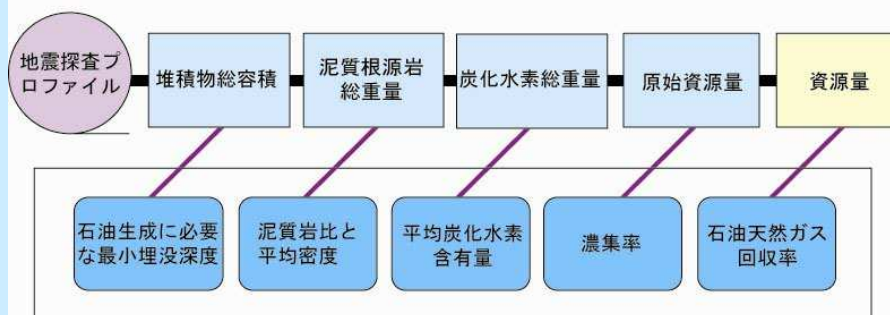 地震探査プ
ロファイル
堆積物総容積
泥質根源岩
総重量
炭化水素総重量
原始資源量
資源量
石油生成に必要
な最小埋没深度
泥質岩比と
平均密度
平均炭化水素
含有量
濃集率
石油天然ガス
回収率